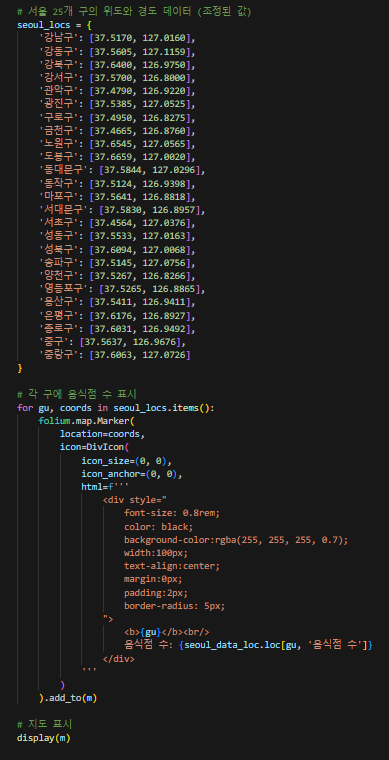 # 서울 25개 구의 위도와 경도 데이터 (조정된 값)
seoul_locs = {
    '강남구': [37.5170, 127.0160],
    '강동구': [37.5605, 127.1159],
    '강북구': [37.6400, 126.9750],
    '강서구': [37.5700, 126.8000],
    '관악구': [37.4790, 126.9220],
    '광진구': [37.5385, 127.0525],
    '구로구': [37.4950, 126.8275],
    '금천구': [37.4665, 126.8760],
    '노원구': [37.6545, 127.0565],
    '도봉구': [37.6659, 127.0020],
    '동대문구': [37.5844, 127.0296],
    '동작구': [37.5124, 126.9398],
    '마포구': [37.5641, 126.8818],
    '서대문구': [37.5830, 126.8957],
    '서초구': [37.4564, 127.0376],
    '성동구': [37.5533, 127.0163],
    '성북구': [37.6094, 127.0068],
    '송파구': [37.5145, 127.0756],
    '양천구': [37.5267, 126.8266],
    '영등포구': [37.5265, 126.8865],
    '용산구': [37.5411, 126.9411],
    '은평구': [37.6176, 126.8927],
    '종로구': [37.6031, 126.9492],
    '중구': [37.5637, 126.9676],
    '중랑구': [37.6063, 127.0726]
}
# 각 구에 음식점 수 표시
for gu, coords in seoul_locs.items():
    folium.map.Marker(
        location=coords,
        icon=DivIcon(
            icon_size=(0, 0),
            icon_anchor=(0, 0),
            html=f'''
                <div style="
                    font-size: 0.8rem;
                    color: black;
                    background-color:rgba(255, 255, 255, 0.7);
                    width:100px;
                    text-align:center;
                    margin:0px;
                    padding:2px;
                    border-radius: 5px;
                ">
                    <b>{gu}</b><br/>
                    음식점 수: {seoul_data_loc.loc[gu, '음식점 수']}
                </div>
            '''
        )
    ).add_to(m)
# 지도 표시
display(m)